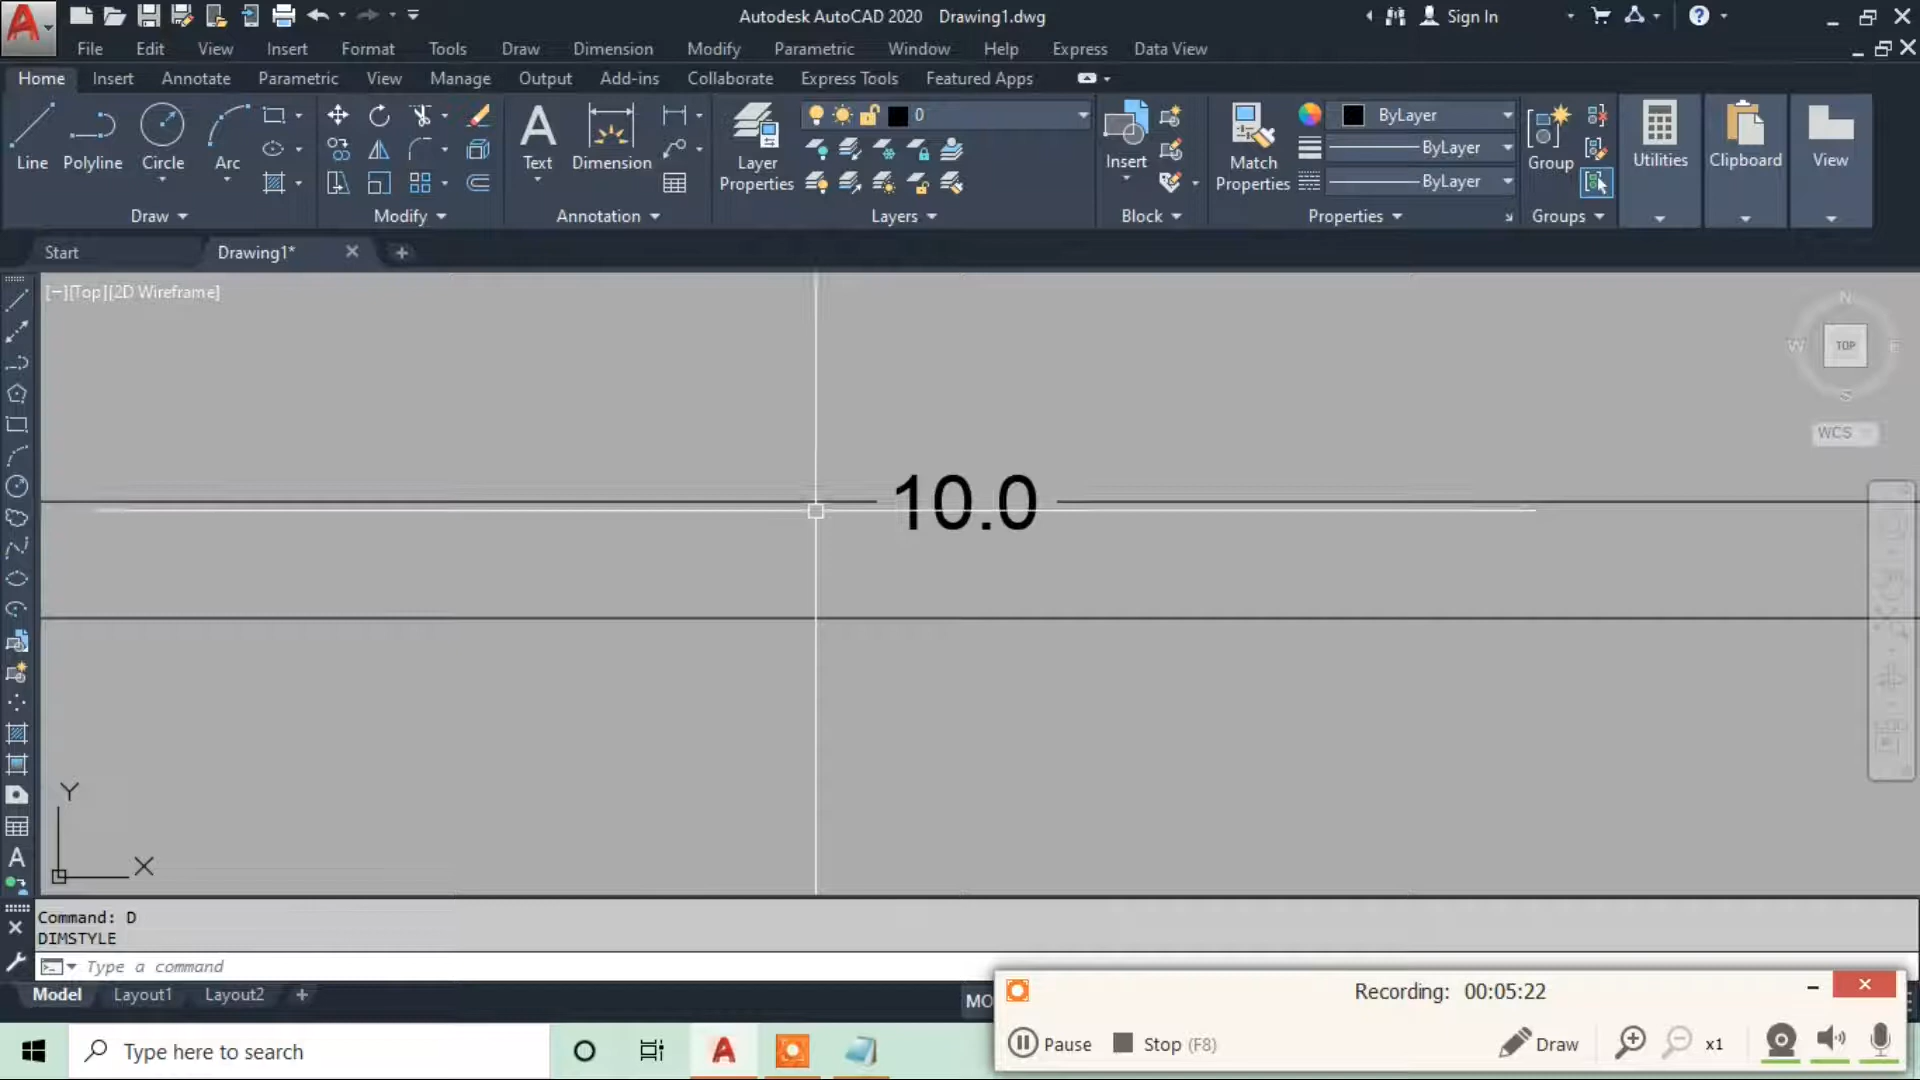 Autodesk AutoCAD 2020 Drawing1.dwg
Sign In
File Edit View Insert Format Tools Draw Dimension Modify Parametric Window Help Express Data View
Home Insert Annotate Parametric View Manage Output Add-ins Collaborate Express Tools Featured Apps
Line Polyline Circle Arc
Text Dimension
Layer Properties
0
Insert
Match Properties
ByLayer
ByLayer
ByLayer
Group
Utilities
Clipboard
View
Draw Modify Annotation Layers Block Properties Groups
Start Drawing1*
[−][Top][2D Wireframe]
N
W TOP E
S
WCS
10.0
Y
X
Command: D
DIMSTYLE
Type a command
Model Layout1 Layout2
MO
Recording: 00:05:22
Pause Stop (F8) Draw x1
Type here to search